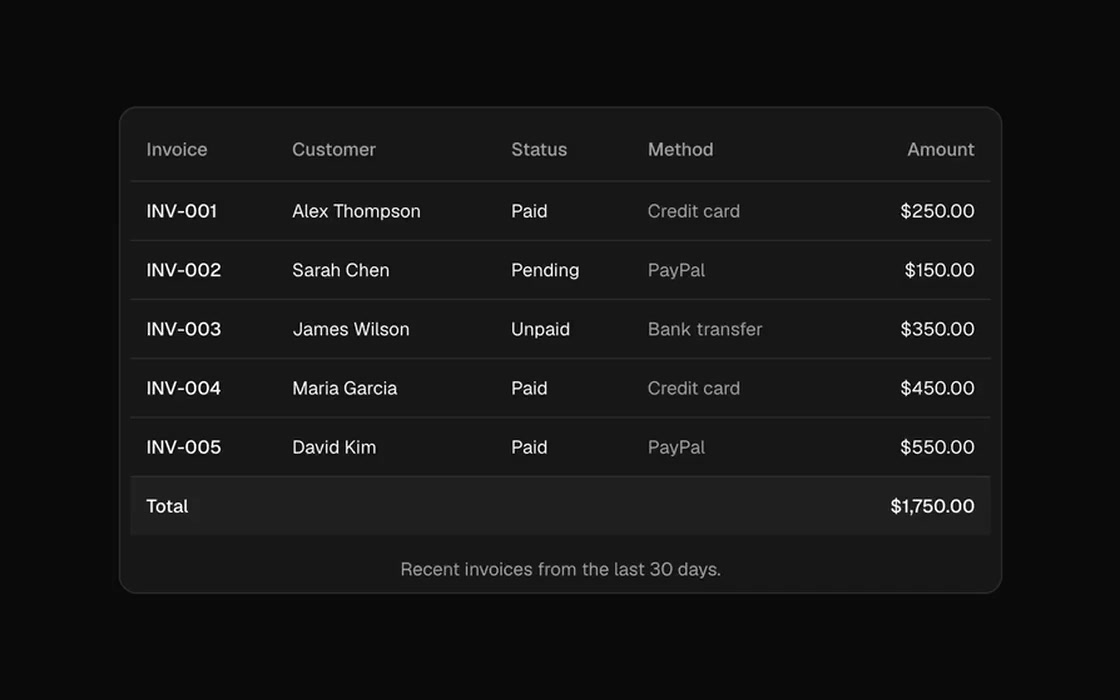 Invoice Customer Status Method Amount
INV-001 Alex Thompson Paid Credit card $250.00
INV-002 Sarah Chen Pending PayPal $150.00
INV-003 James Wilson Unpaid Bank transfer $350.00
INV-004 Maria Garcia Paid Credit card $450.00
INV-005 David Kim Paid PayPal $550.00
Total $1,750.00
Recent invoices from the last 30 days.